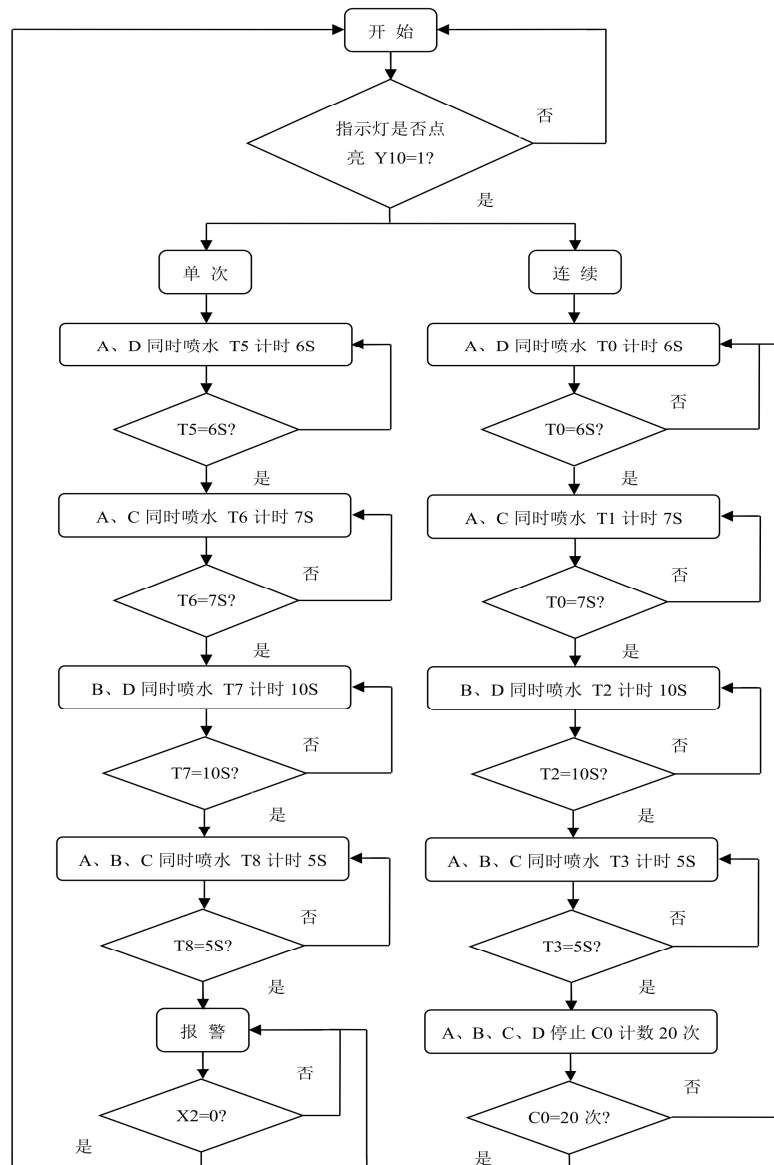 开 始
指示灯是否点
亮 Y10=1?
否
是
单 次
连 续
A、D 同时喷水 T5 计时 6S
A、D 同时喷水 T0 计时 6S
否
T5=6S?
T0=6S?
是
是
A、C 同时喷水 T6 计时 7S
A、C 同时喷水 T1 计时 7S
否
否
T6=7S?
T0=7S?
是
是
B、D 同时喷水 T7 计时 10S
B、D 同时喷水 T2 计时 10S
否
否
T7=10S?
T2=10S?
是
是
A、B、C 同时喷水 T8 计时 5S
A、B、C 同时喷水 T3 计时 5S
否
否
T8=5S?
T3=5S?
是
是
报 警
A、B、C、D 停止 C0 计数 20 次
否
否
X2=0?
C0=20 次?
是
是